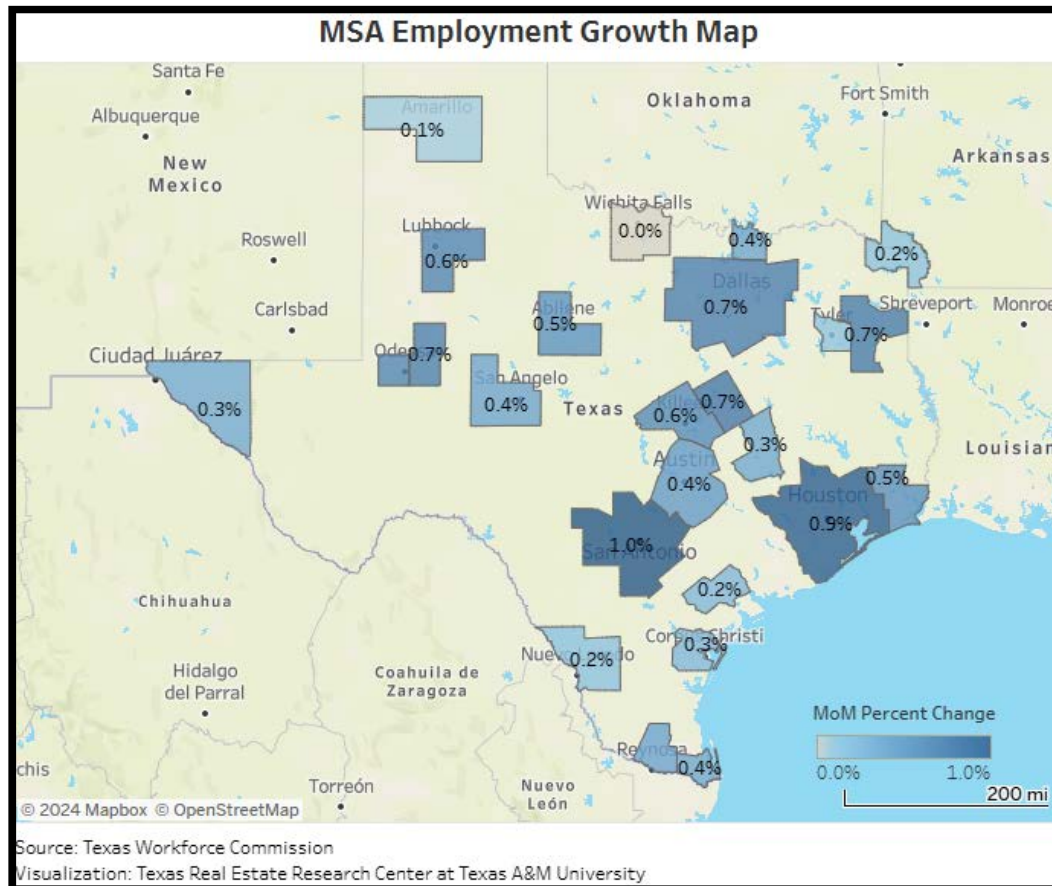 MSA Employment Growth Map
Santa Fe
Albuquerque
New
Mexico
Amarillo
0.1%
Oklahoma
Fort Smith
Arkansas
Wichita Falls
0.0%
0.4%
0.2%
Roswell
Lubbock
0.6%
Dallas
0.7%
Carlsbad
Abilene
0.5%
Tyler
0.7%
Shreveport
Monroe
Ciudad Juárez
0.3%
0.7%
San Angelo
0.4%
Texas
0.6%
0.7%
0.3%
Louisian
Austin
0.4%
Houston
0.9%
0.5%
1.0%
San Antonio
0.2%
Chihuahua
Christi
0.3%
0.2%
Hidalgo
del Parral
Coahuila de
Zaragoza
Reynosa
0.4%
chis
Torreón
Nuevo
León
MoM Percent Change
0.0%
1.0%
200 mi
© 2024 Mapbox © OpenStreetMap
Source: Texas Workforce Commission
Visualization: Texas Real Estate Research Center at Texas A&M University